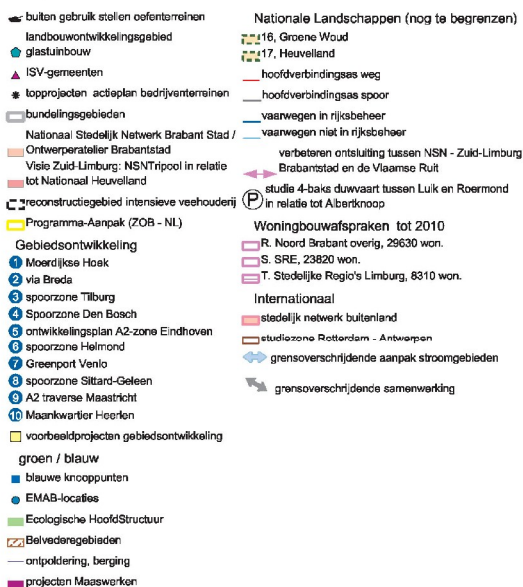 buiten gebruik stellen oefenterreinen
landbouwontwikkelingsgebied
glastuinbouw
ISV-gemeenten
topprojecten actieplan bedrijventerreinen
bundelingsgebieden
Nationaal Stedelijk Netwerk Brabant Stad /
Ontwerperatelier Brabantstad
Visie Zuid-Limburg: NSNTripool in relatie
tot Nationaal Heuvelland
reconstructiegebied intensieve veehouderij
Programma-Aanpak (ZOB - NL)
Gebiedsontwikkeling
1 Moerdijkse Hoek
2 via Breda
3 spoorzone Tilburg
4 Spoorzone Den Bosch
5 ontwikkelingsplan A2-zone Eindhoven
6 spoorzone Helmond
7 Greenport Venlo
8 spoorzone Sittard-Geleen
9 A2 traverse Maastricht
10 Maankwartier Heerlen
voorbeeldprojecten gebiedsontwikkeling
groen / blauw
blauwe knooppunten
EMAB-locaties
Ecologische HoofdStructuur
Belvederegebieden
ontpoldering, berging
projecten Maaswerken
Nationale Landschappen (nog te begrenzen)
16, Groene Woud
17, Heuvelland
hoofdverbindingsas weg
hoofdverbindingsas spoor
vaarwegen in rijksbeheer
vaarwegen niet in rijksbeheer
verbeteren ontsluiting tussen NSN - Zuid-Limburg
Brabantstad en de Vlaamse Ruit
P studie 4-baks duwvaart tussen Luik en Roermond
in relatie tot Albertknoop
Woningbouwafspraken tot 2010
R. Noord Brabant overig, 29630 won.
S. SRE, 23820 won.
T. Stedelijke Regio's Limburg, 8310 won.
Internationaal
stedelijk netwerk buitenland
studiezone Rotterdam - Antwerpen
grensoverschrijdende aanpak stroomgebieden
grensoverschrijdende samenwerking